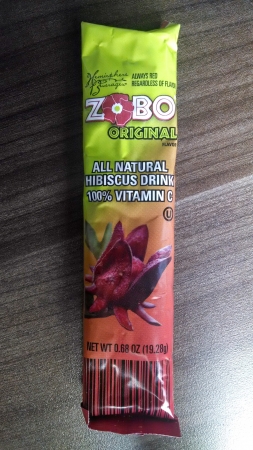 ALWAYS RED
REGARDLESS OF FLAVOR
ZOBO
ORIGINAL
FLAVOR
ALL NATURAL
HIBISCUS DRINK
100% VITAMIN C
U
NET WT 0.68 OZ (19.28g)